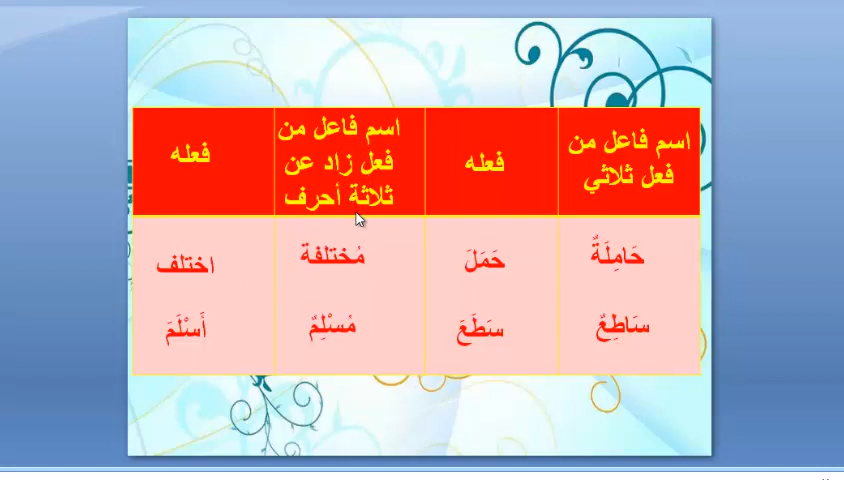 اسم فاعل من
فعل ثلاثي
فعله
اسم فاعل من
فعل زاد عن
ثلاثة أحرف
فعله
حَامِلَةٌ
حَمَلَ
مُختلفة
اختلف
سَاطِعٌ
سَطَعَ
مُسْلِمٌ
أَسْلَمَ